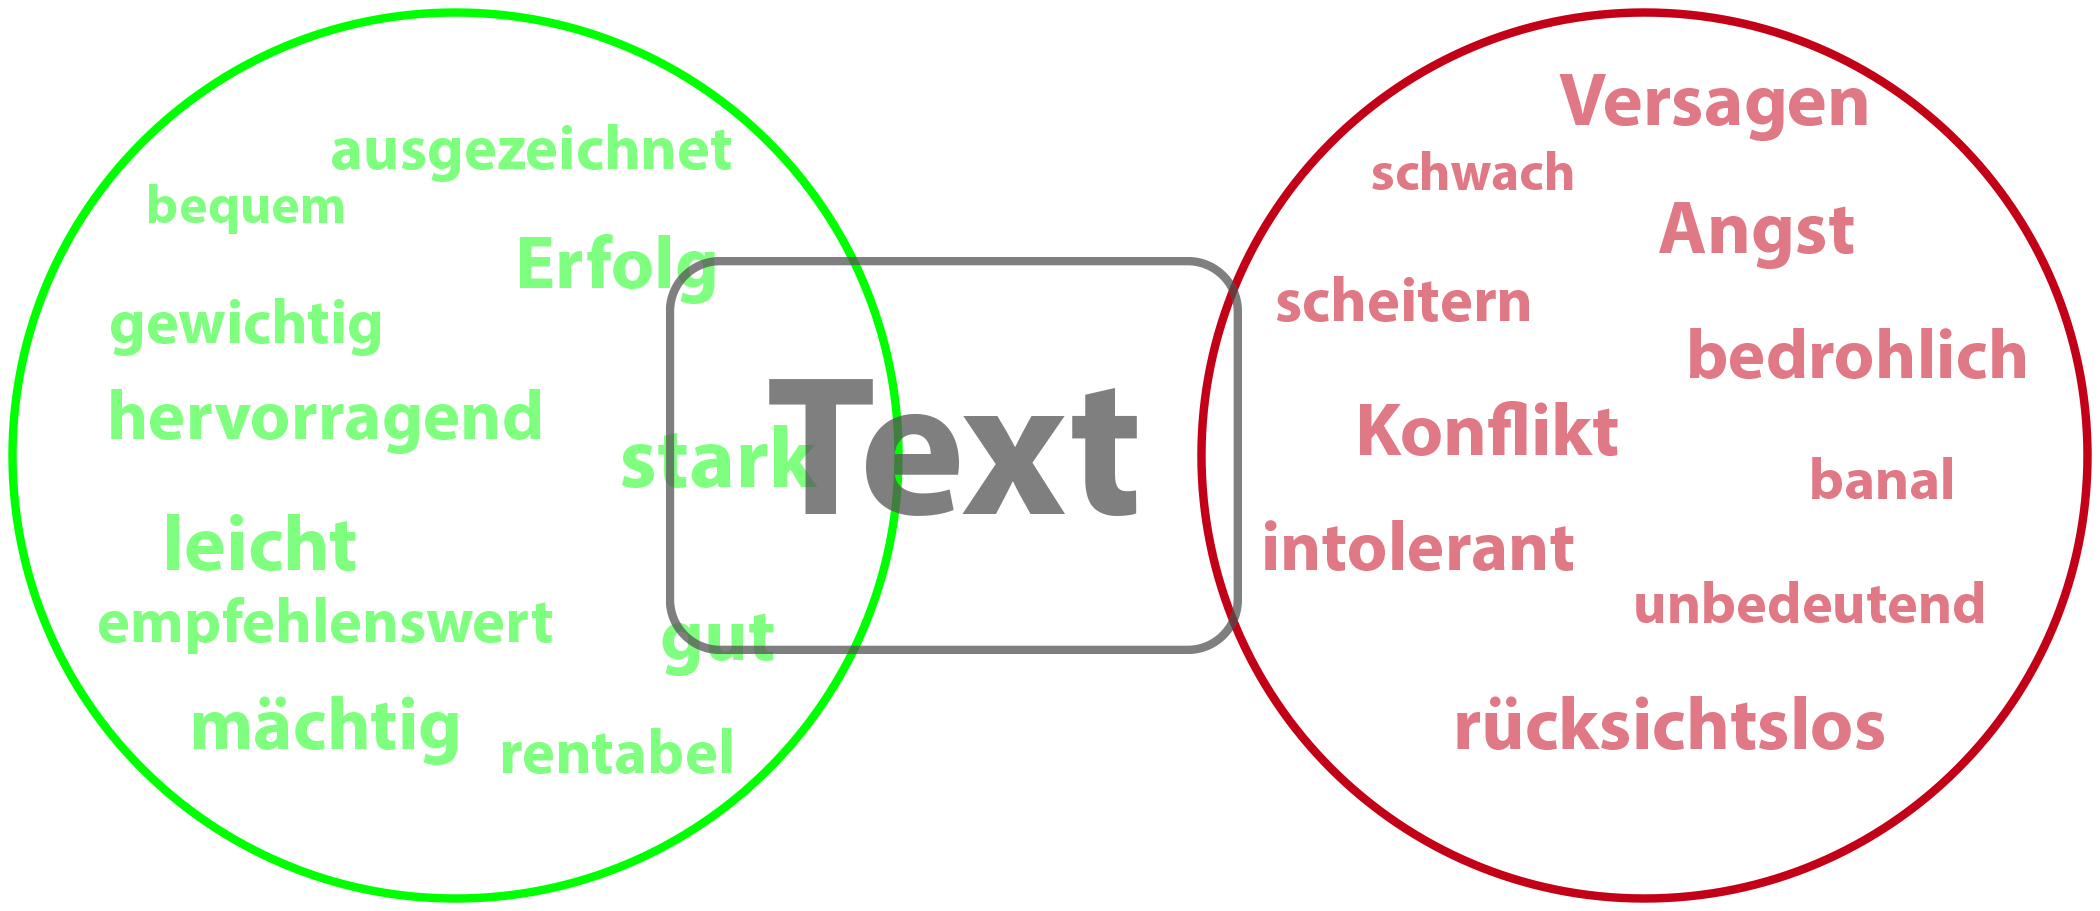 ausgezeichnet
bequem
Erfolg
gewichtig
hervorragend
stark
leicht
empfehlenswert
gut
mächtig
rentabel
Text
Versagen
schwach
Angst
scheitern
bedrohlich
Konflikt
banal
intolerant
unbedeutend
rücksichtslos